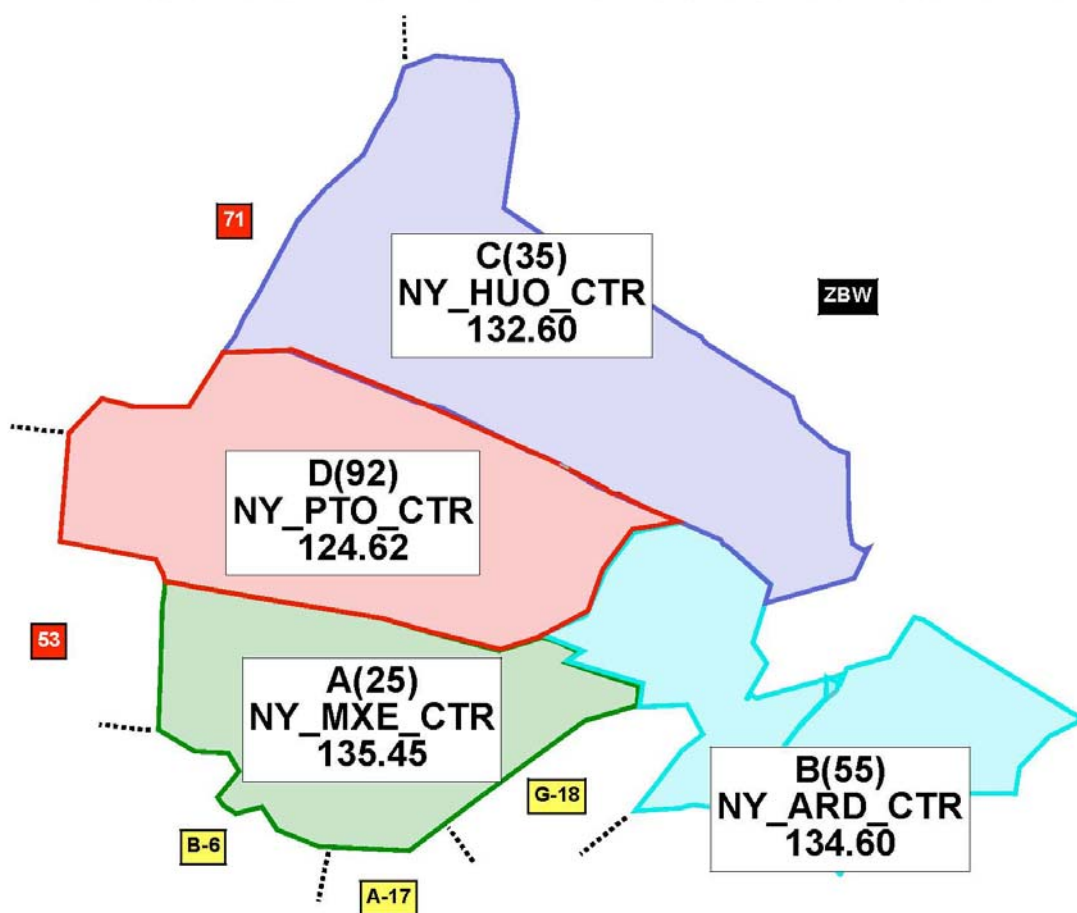 71
C(35)
NY_HUO_CTR
132.60
ZBW
D(92)
NY_PTO_CTR
124.62
53
A(25)
NY_MXE_CTR
135.45
B(55)
NY_ARD_CTR
134.60
G-18
B-6
A-17